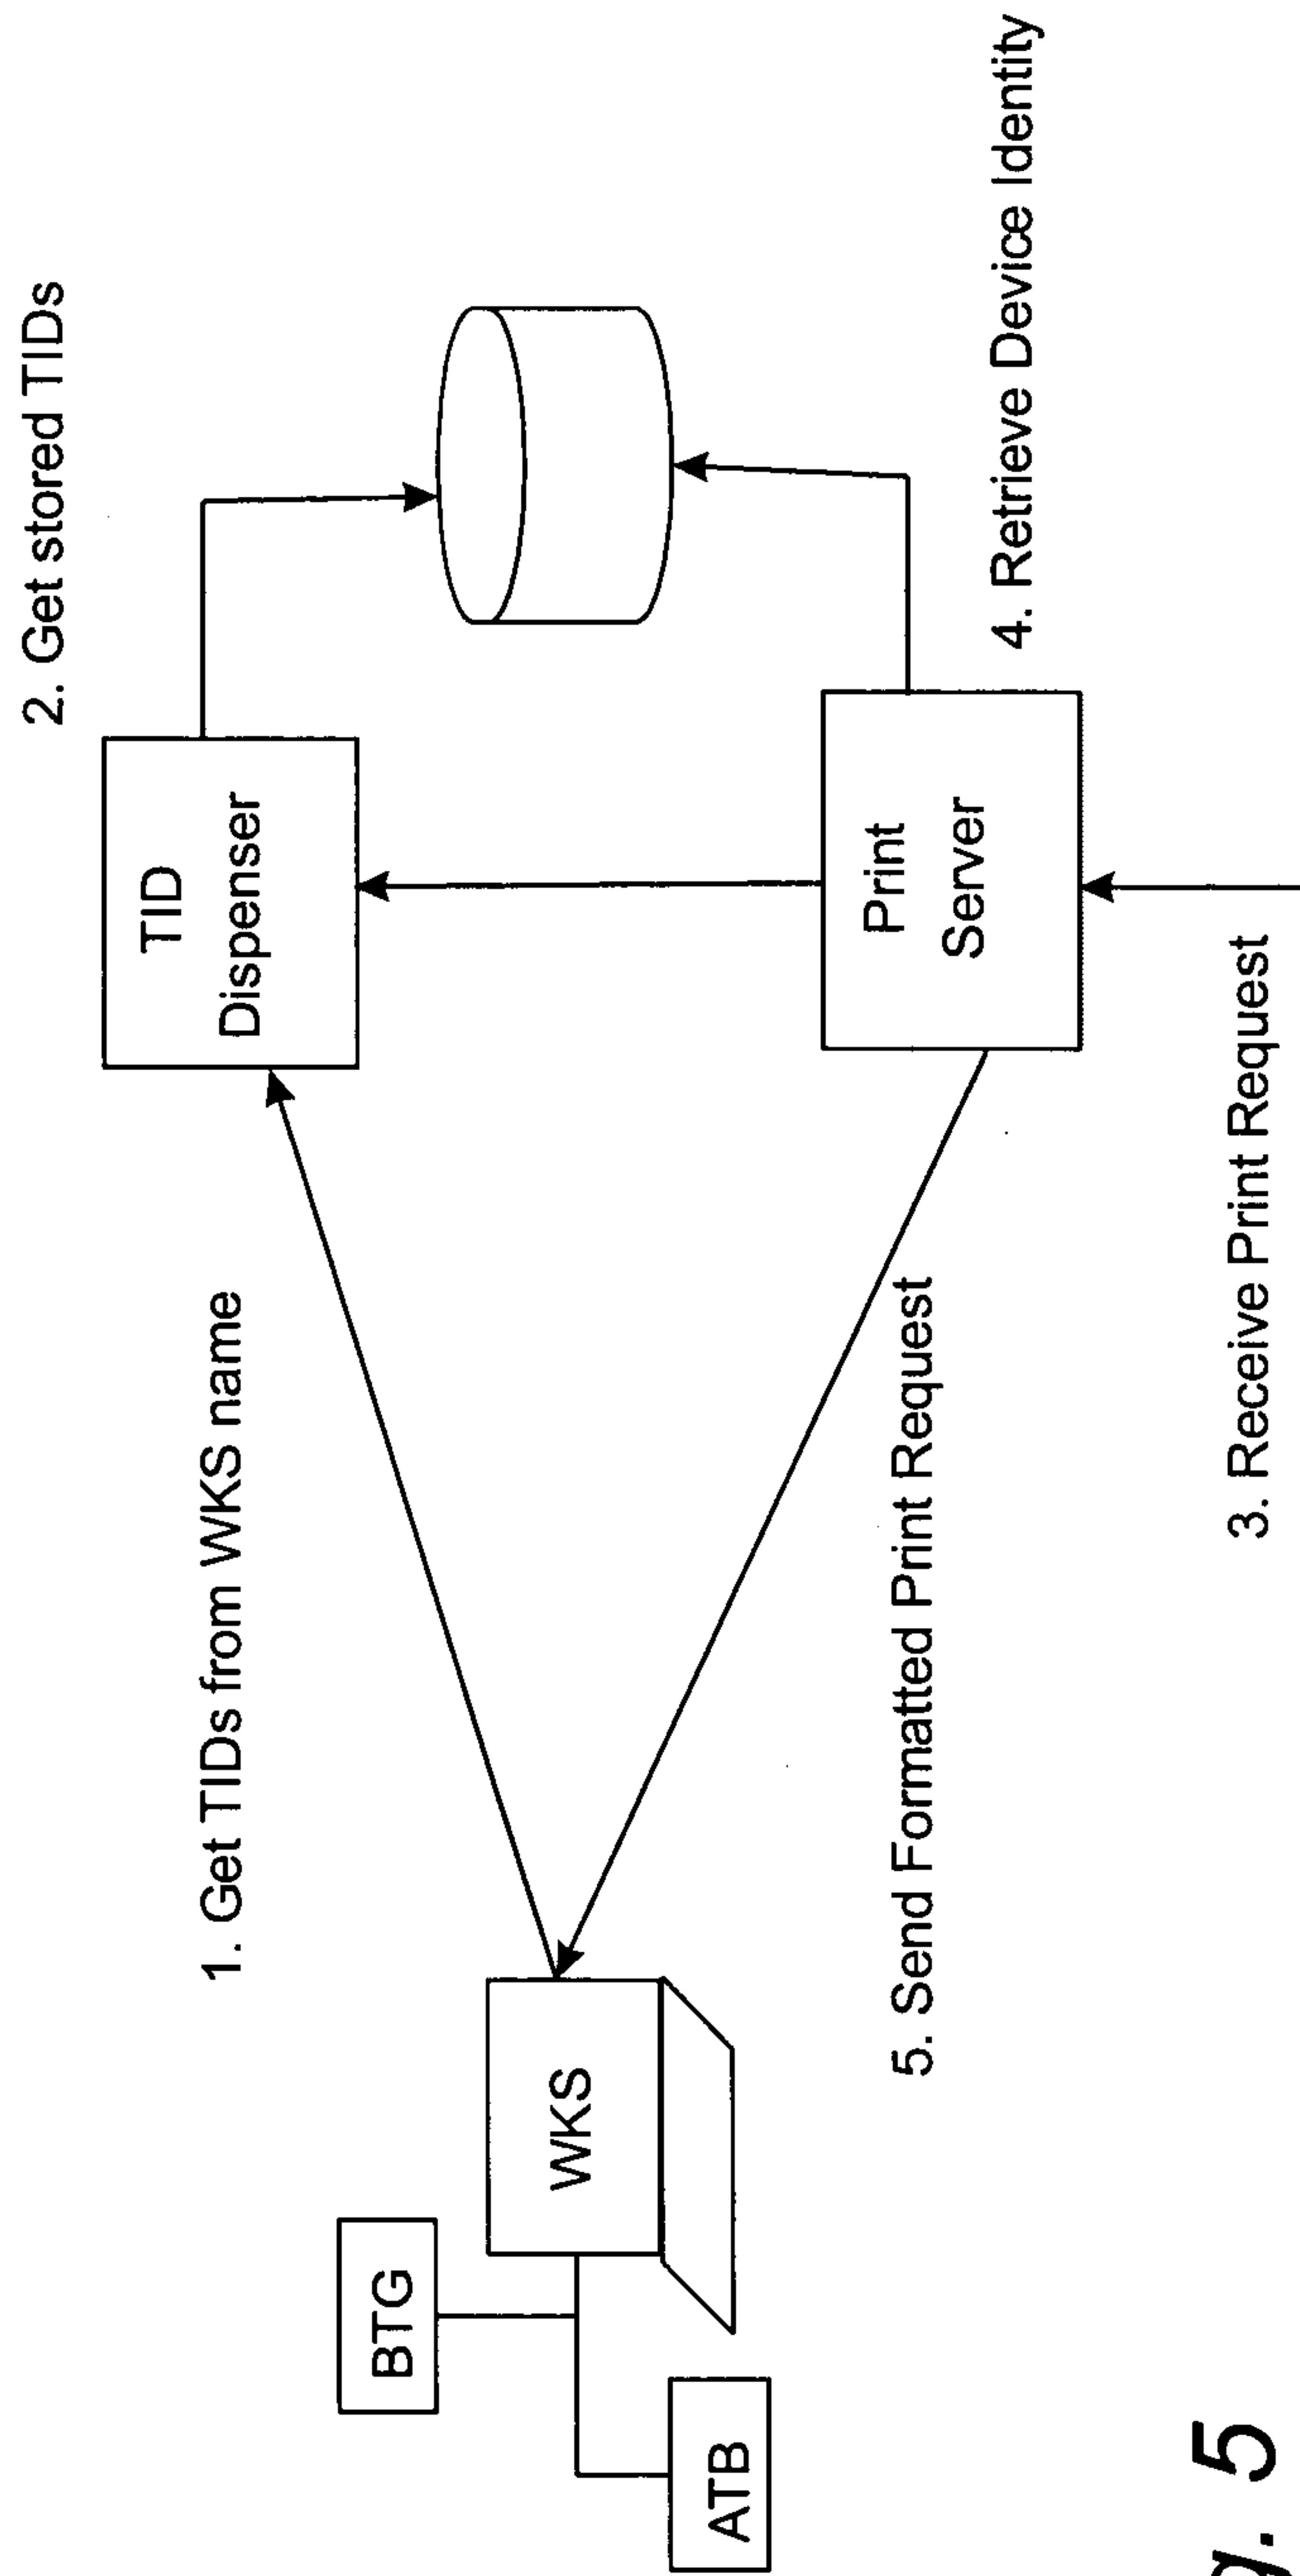 2. Get stored TIDs
1. Get TIDs from WKS name
TID
Dispenser
BTG
WKS
ATB
Print
Server
4. Retrieve Device Identity
5. Send Formatted Print Request
3. Receive Print Request
g. 5